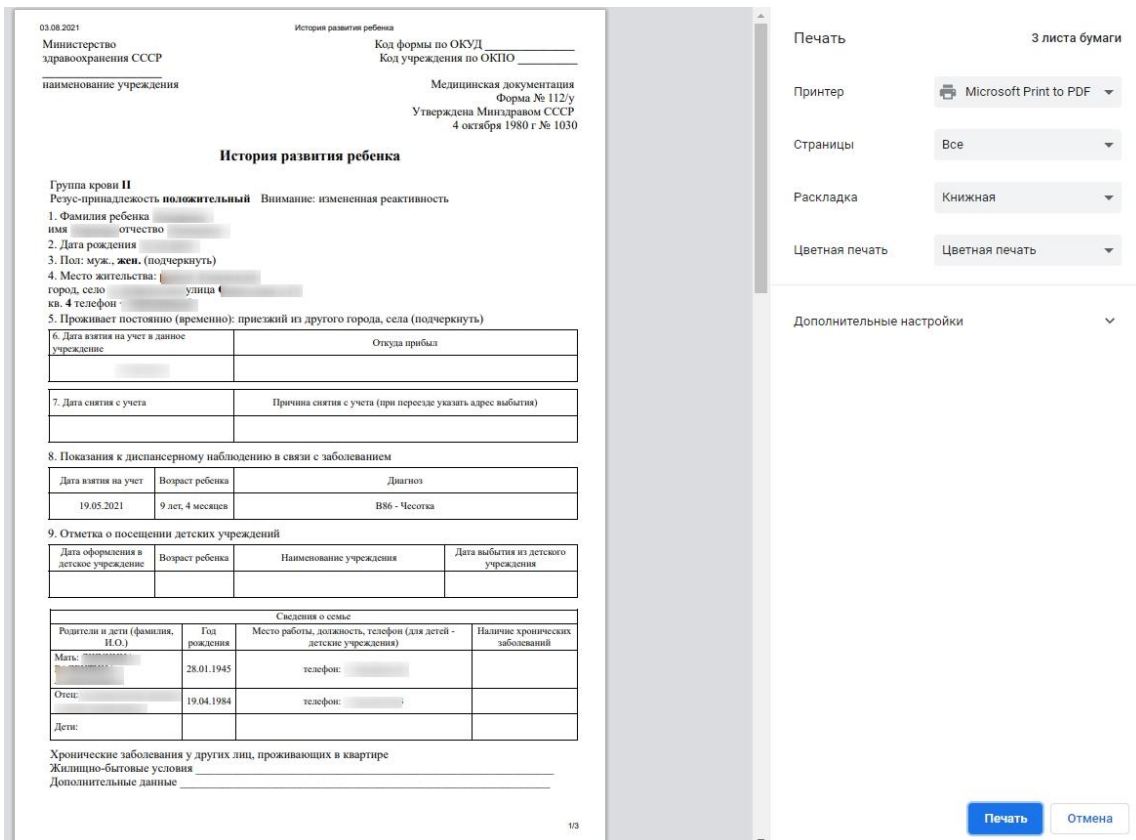 03.08.2021 История развития ребенка
Министерство
здравоохранения СССР
Код формы по ОКУД
Код учреждения по ОКПО
наименование учреждения
Медицинская документация
Форма № 112/у
Утверждена Минздравом СССР
4 октября 1980 г № 1030
История развития ребенка
Группа крови II
Резус-принадлежость положительный Внимание: измененная реактивность
1. Фамилия ребенка
имя отчество
2. Дата рождения
3. Пол: муж., жен. (подчеркнуть)
4. Место жительства:
город, село улица
кв. 4 телефон
5. Проживает постоянно (временно): приезжий из другого города, села (подчеркнуть)
6. Дата взятия на учет в данное
учреждение
Откуда прибыл
7. Дата снятия с учета Причина снятия с учета (при переезде указать адрес выбытия)
8. Показания к диспансерному наблюдению в связи с заболеванием
Дата взятия на учет Возраст ребенка Диагноз
19.05.2021 9 лет, 4 месяцев B86 - Чесотка
9. Отметка о посещении детских учреждений
Дата оформления в
детское учреждение
Возраст ребенка
Наименование учреждения
Дата выбытия из детского
учреждения
Сведения о семье
Родители и дети (фамилия,
И.О.)
Год
рождения
Место работы, должность, телефон (для детей -
детские учреждения)
Наличие хронических
заболеваний
Мать: 28.01.1945 телефон:
Отец: 19.04.1984 телефон:
Дети:
Хронические заболевания у других лиц, проживающих в квартире
Жилищно-бытовые условия
Дополнительные данные
1/3
Печать 3 листа бумаги
Принтер Microsoft Print to PDF
Страницы Все
Раскладка Книжная
Цветная печать Цветная печать
Дополнительные настройки
Печать Отмена